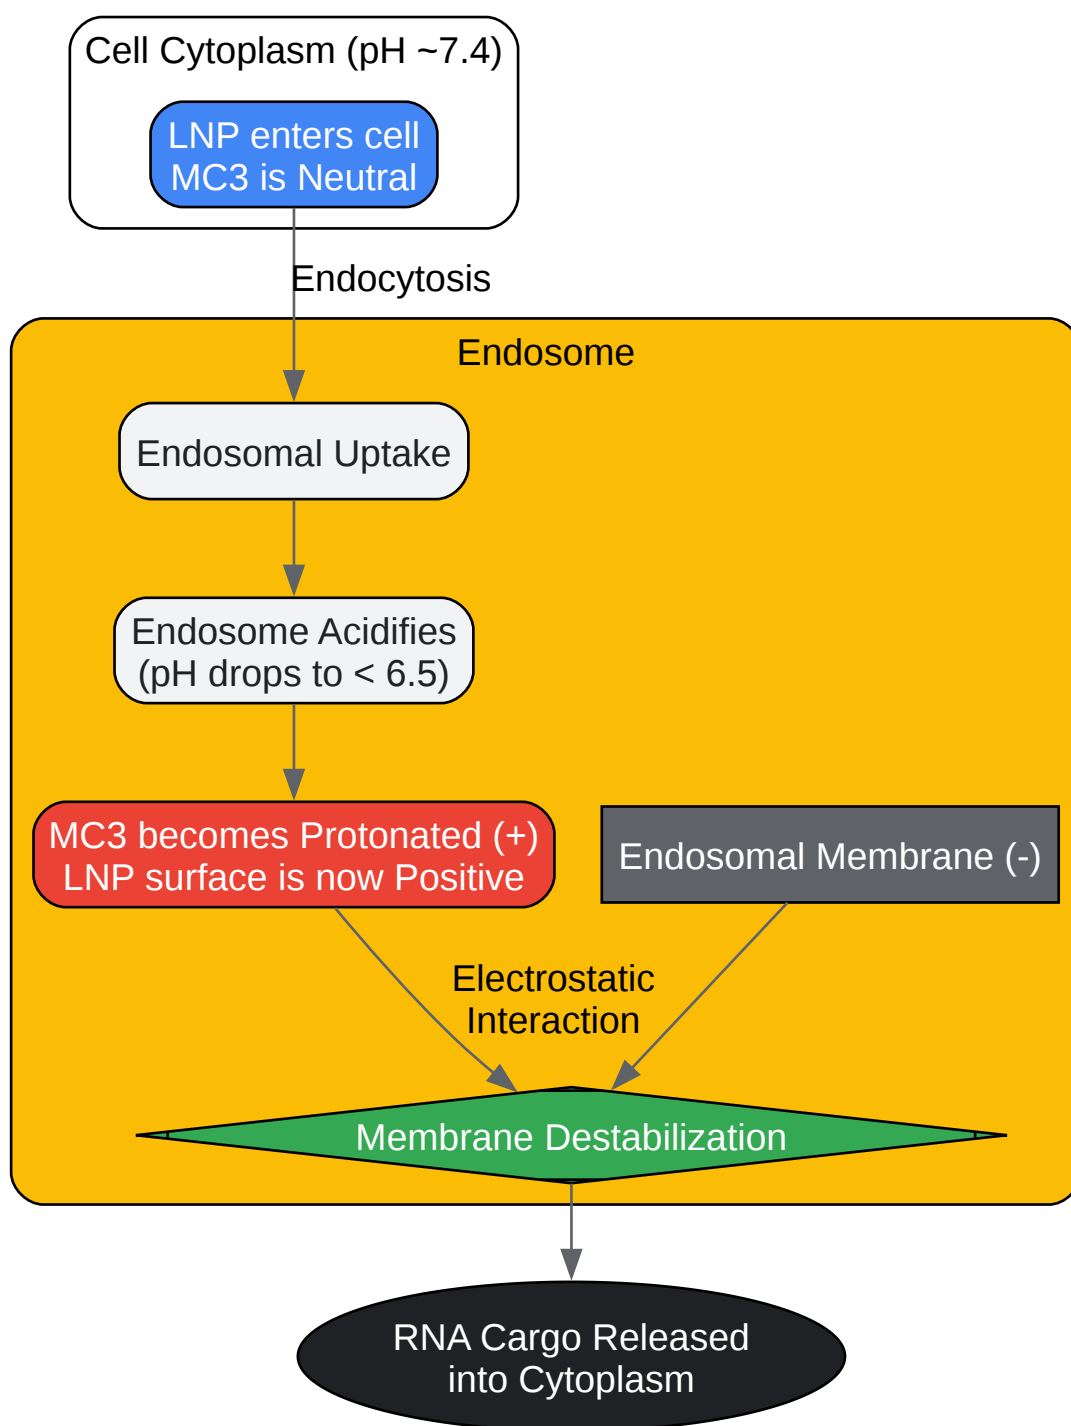 Cell Cytoplasm (pH ~7.4)
LNP enters cell
MC3 is Neutral
Endocytosis
Endosome
Endosomal Uptake
Endosome Acidifies
(pH drops to < 6.5)
MC3 becomes Protonated (+)
LNP surface is now Positive
Endosomal Membrane (-)
Electrostatic
Interaction
Membrane Destabilization
RNA Cargo Released
into Cytoplasm